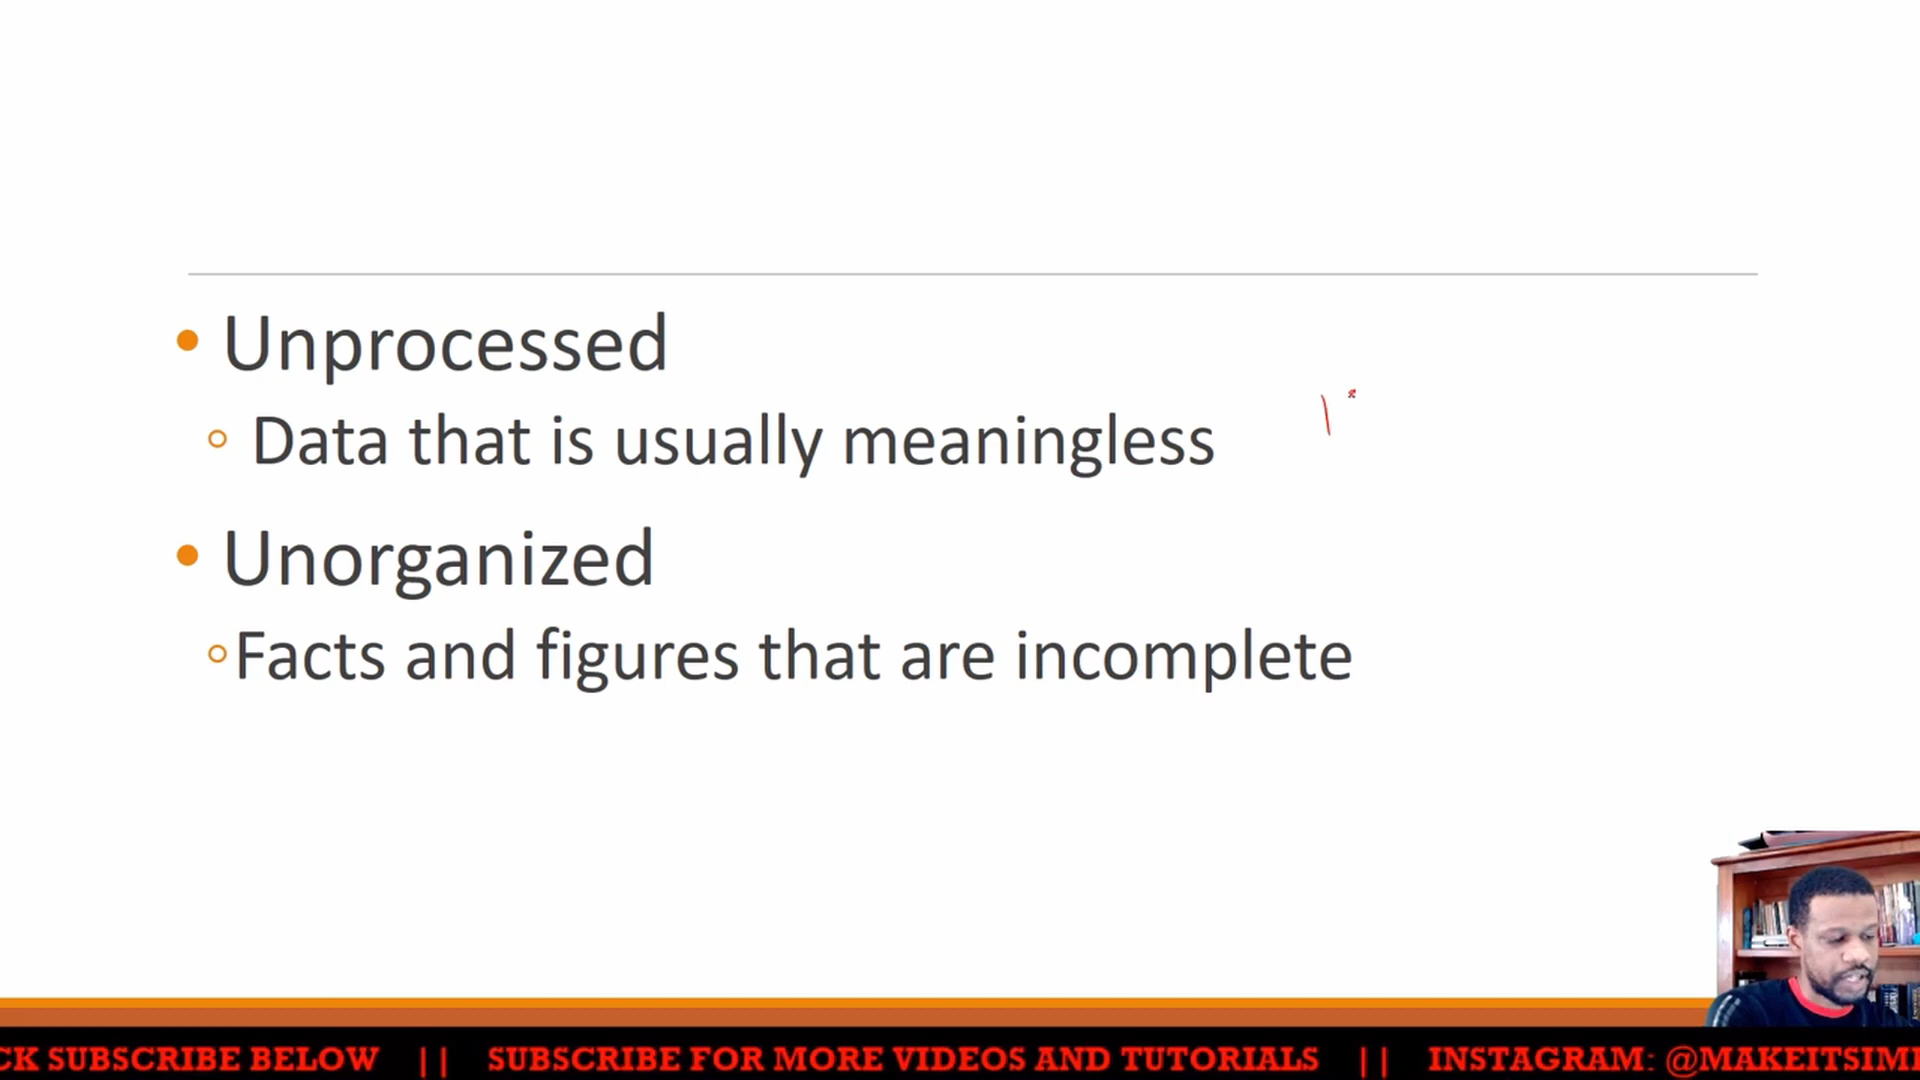 • Unprocessed
◦ Data that is usually meaningless
• Unorganized
◦Facts and figures that are incomplete
CK SUBSCRIBE BELOW || SUBSCRIBE FOR MORE VIDEOS AND TUTORIALS || INSTAGRAM: @MAKEITSIM